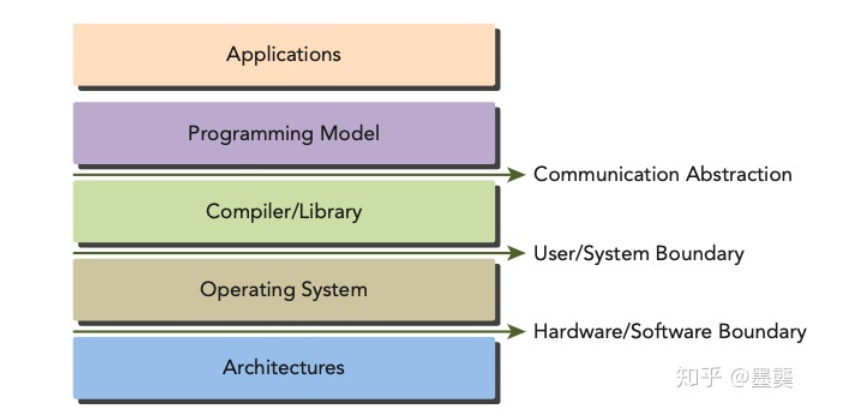 Applications
Programming Model
Communication Abstraction
Compiler/Library
User/System Boundary
Operating System
Hardware/Software Boundary
Architectures
知乎 @墨龑